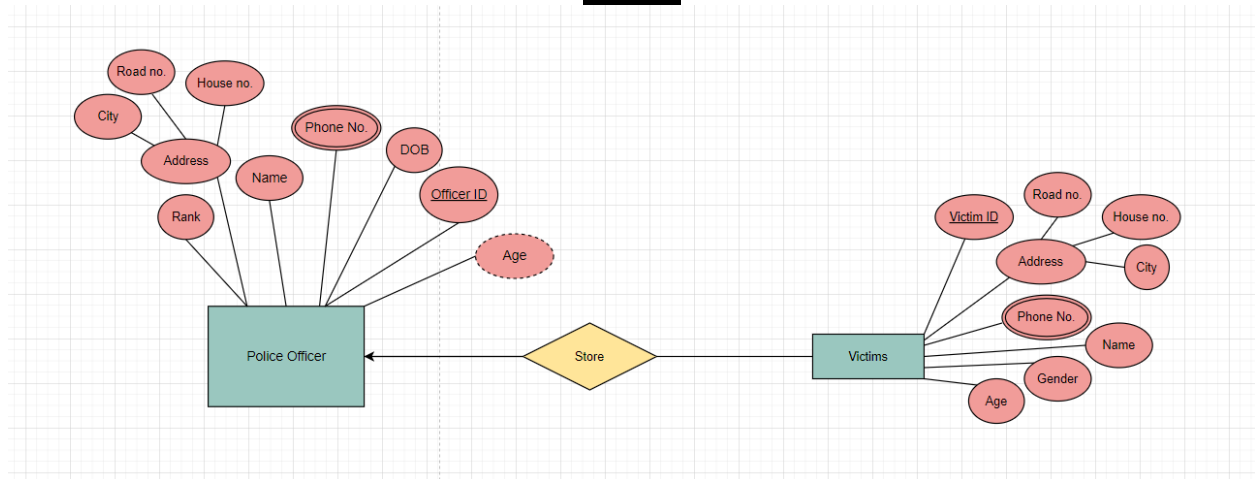 Road no.
House no.
City
Phone No.
DOB
Address
Name
Officer ID
Rank
Age
Police Officer
Store
Victims
Victim ID
Road no.
House no.
Address
City
Phone No.
Name
Gender
Age